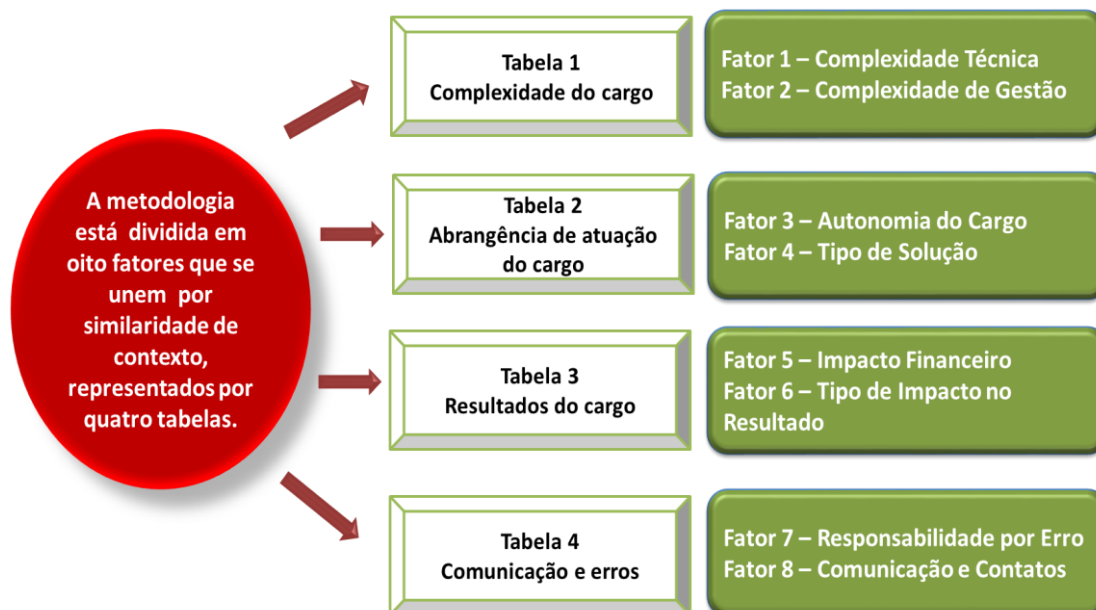 A metodologia
está dividida em
oito fatores que se
unem por
similaridade de
contexto,
representados por
quatro tabelas.
Tabela 1
Complexidade do cargo
Fator 1 – Complexidade Técnica
Fator 2 – Complexidade de Gestão
Tabela 2
Abrangência de atuação
do cargo
Fator 3 – Autonomia do Cargo
Fator 4 – Tipo de Solução
Tabela 3
Resultados do cargo
Fator 5 – Impacto Financeiro
Fator 6 – Tipo de Impacto no
Resultado
Tabela 4
Comunicação e erros
Fator 7 – Responsabilidade por Erro
Fator 8 – Comunicação e Contatos